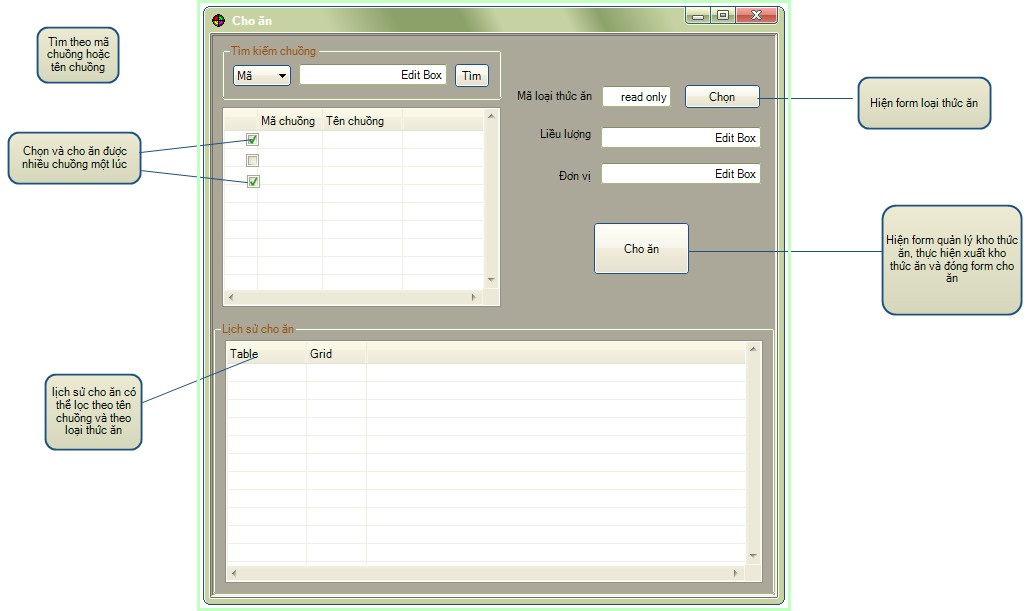 Cho ăn
Tìm theo mã
chuồng hoặc
tên chuồng
Tìm kiếm chuồng
Mã
Edit Box
Tìm
Mã loại thức ăn
read only
Chọn
Hiện form loại thức ăn
Mã chuồng
Tên chuồng
Chọn và cho ăn được
nhiều chuồng một lúc
Liều lượng
Edit Box
Đơn vị
Edit Box
Cho ăn
Hiện form quản lý kho thức
ăn, thực hiện xuất kho
thức ăn và đóng form cho
ăn
Lịch sử cho ăn
Table
Grid
lịch sử cho ăn có
thể lọc theo tên
chuồng và theo
loại thức ăn